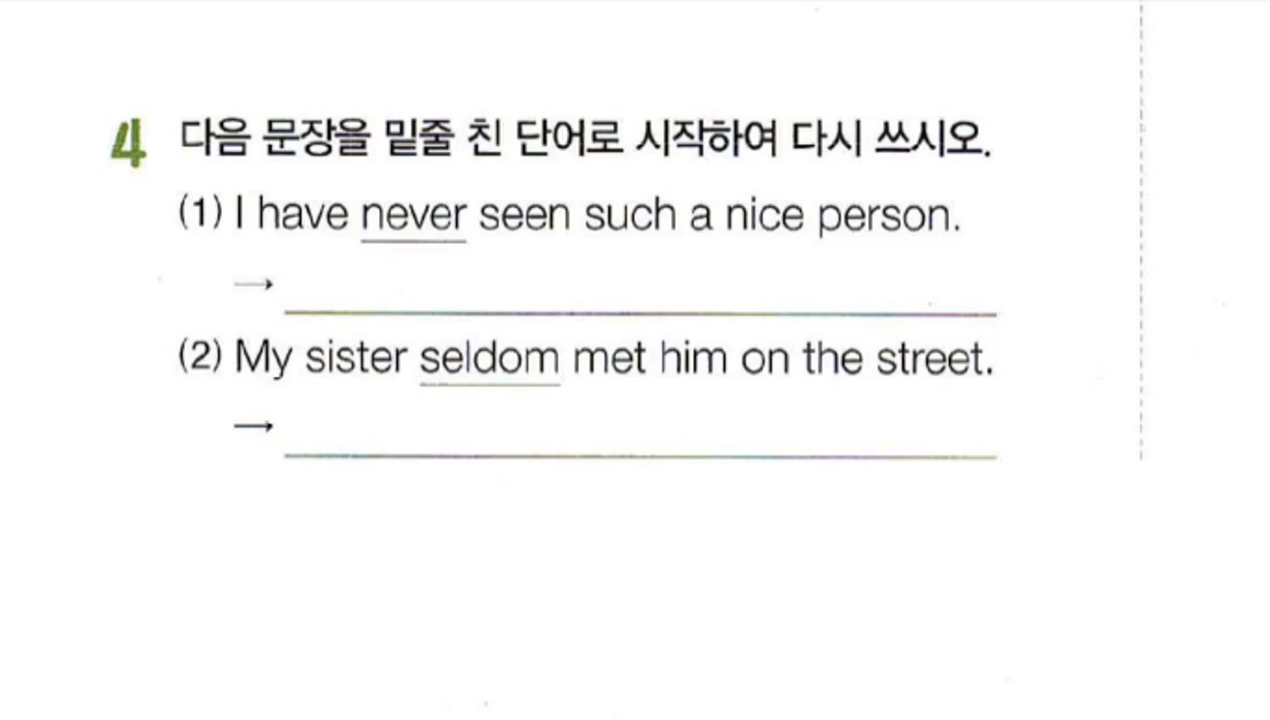 4 다음 문장을 밑줄 친 단어로 시작하여 다시 쓰시오.
(1) I have never seen such a nice person.
→
(2) My sister seldom met him on the street.
→